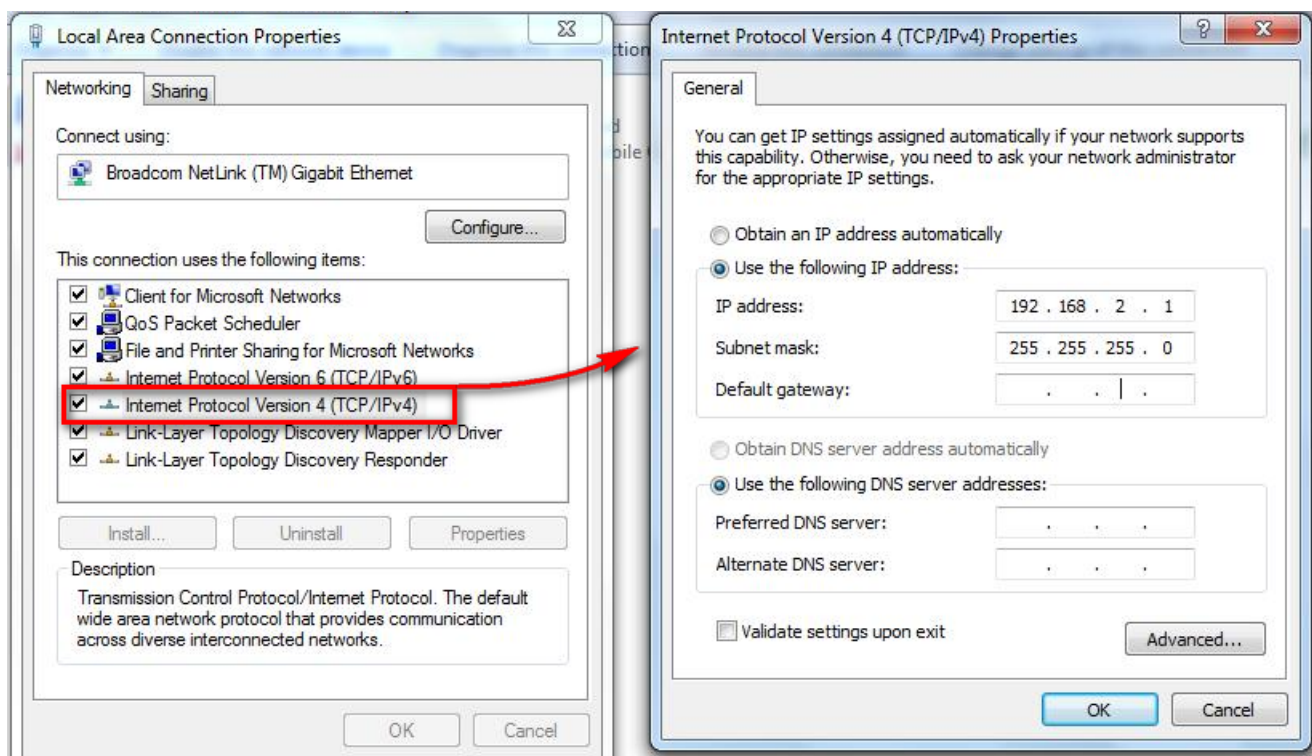 Local Area Connection Properties
Networking
Sharing
Connect using:
Broadcom NetLink (TM) Gigabit Ethernet
Configure...
This connection uses the following items:
Client for Microsoft Networks
QoS Packet Scheduler
File and Printer Sharing for Microsoft Networks
Internet Protocol Version 6 (TCP/IPv6)
Internet Protocol Version 4 (TCP/IPv4)
Link-Layer Topology Discovery Mapper I/O Driver
Link-Layer Topology Discovery Responder
Install...
Uninstall
Properties
Description
Transmission Control Protocol/Internet Protocol. The default
wide area network protocol that provides communication
across diverse interconnected networks.
OK
Cancel
Internet Protocol Version 4 (TCP/IPv4) Properties
General
You can get IP settings assigned automatically if your network supports
this capability. Otherwise, you need to ask your network administrator
for the appropriate IP settings.
Obtain an IP address automatically
Use the following IP address:
IP address: 192 . 168 . 2 . 1
Subnet mask: 255 . 255 . 255 . 0
Default gateway: . . .
Obtain DNS server address automatically
Use the following DNS server addresses:
Preferred DNS server: . . .
Alternate DNS server: . . .
Validate settings upon exit
Advanced...
OK
Cancel